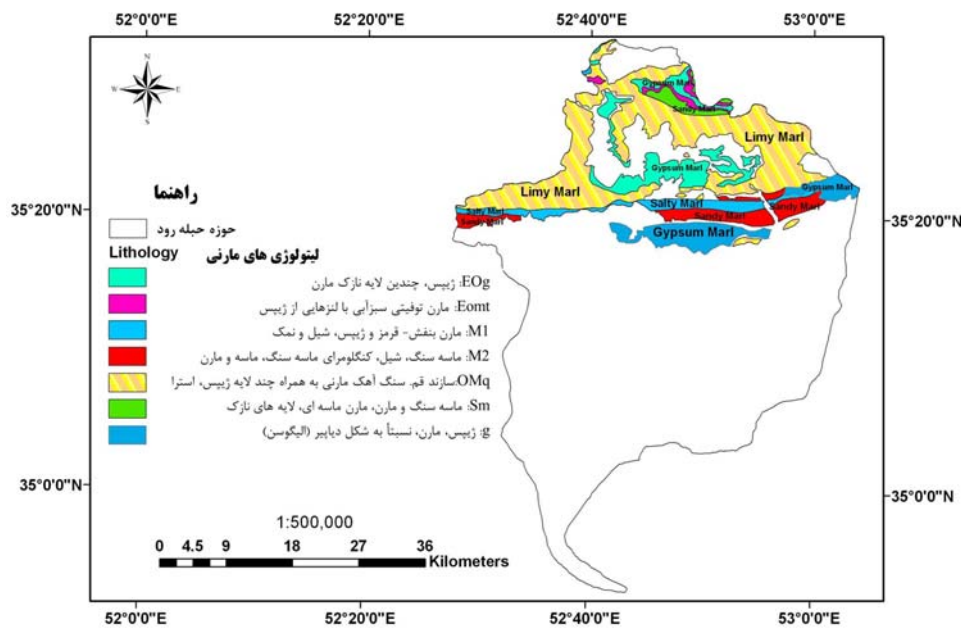 52°0'0"E 52°20'0"E 52°40'0"E 53°0'0"E
N
W E
S
Gypsum Marl
Sandy Marl
Limy Marl
Gypsum Marl
Gypsum Marl
Limy Marl
Salty Marl
Sandy Marl
Salty Marl
Sandy Marl
Sandy Marl
Gypsum Marl
35°20'0"N 35°20'0"N
راهنما
حوزه حبله رود
Lithology لیتولوژی های مارنی
EOg: ژیپس، چندین لایه نازک مارن
Eomt: مارن توفیتی سبزآبی با لنزهایی از ژیپس
M1: مارن بنفش- قرمز و ژیپس، شیل و نمک
M2: ماسه سنگ، شیل، کنگلومرای ماسه سنگ، ماسه و مارن
OMq:سازند قم. سنگ آهک مارنی به همراه چند لایه ژیپس، استرا
Sm: ماسه سنگ و مارن، مارن ماسه ای، لایه های نازک
g: ژیپس، مارن، نسبتأ به شکل دیاپیر (الیگوسن)
35°0'0"N 35°0'0"N
1:500,000
0 4.5 9 18 27 36
Kilometers
52°0'0"E 52°20'0"E 52°40'0"E 53°0'0"E